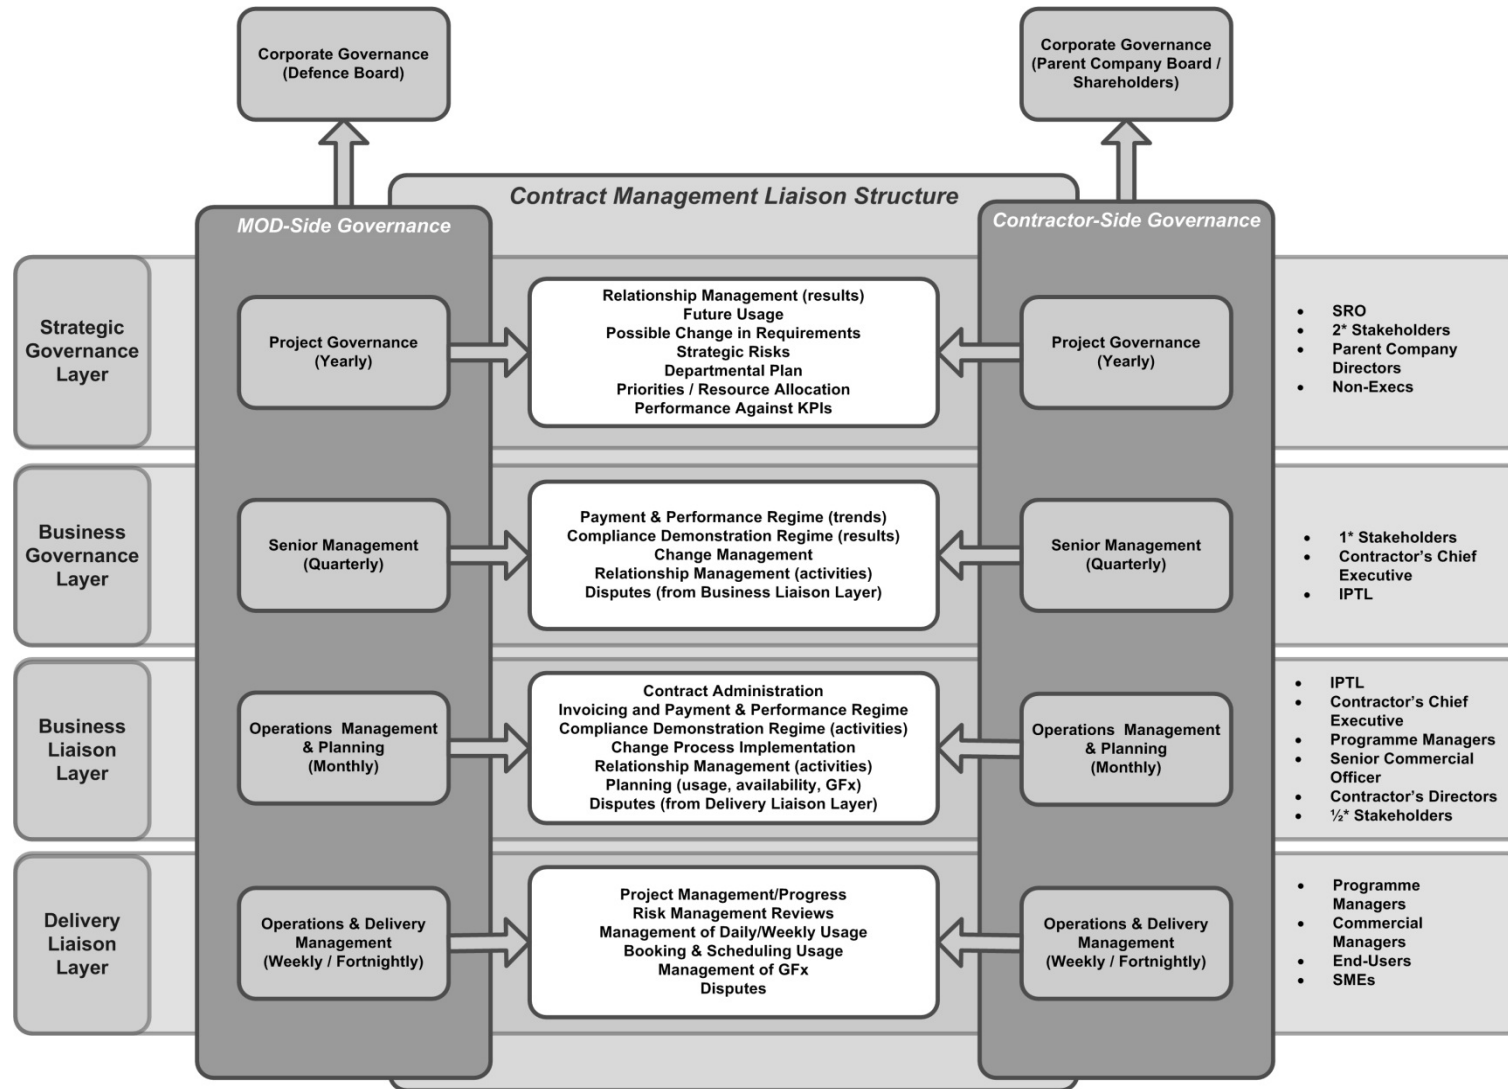 Corporate Governance
(Defence Board)
Corporate Governance
(Parent Company Board /
Shareholders)
Contract Management Liaison Structure
MOD-Side Governance
Contractor-Side Governance
Strategic
Governance
Layer
Project Governance
(Yearly)
Relationship Management (results)
Future Usage
Possible Change in Requirements
Strategic Risks
Departmental Plan
Priorities / Resource Allocation
Performance Against KPIs
Project Governance
(Yearly)
• SRO
• 2* Stakeholders
• Parent Company
Directors
• Non-Execs
Business
Governance
Layer
Senior Management
(Quarterly)
Payment & Performance Regime (trends)
Compliance Demonstration Regime (results)
Change Management
Relationship Management (activities)
Disputes (from Business Liaison Layer)
Senior Management
(Quarterly)
• 1* Stakeholders
• Contractor's Chief
Executive
• IPTL
Business
Liaison
Layer
Operations Management
& Planning
(Monthly)
Contract Administration
Invoicing and Payment & Performance Regime
Compliance Demonstration Regime (activities)
Change Process Implementation
Relationship Management (activities)
Planning (usage, availability, GFx)
Disputes (from Delivery Liaison Layer)
Operations Management
& Planning
(Monthly)
• IPTL
• Contractor's Chief
Executive
• Programme Managers
• Senior Commercial
Officer
• Contractor's Directors
• ½* Stakeholders
Delivery
Liaison
Layer
Operations & Delivery
Management
(Weekly / Fortnightly)
Project Management/Progress
Risk Management Reviews
Management of Daily/Weekly Usage
Booking & Scheduling Usage
Management of GFx
Disputes
Operations & Delivery
Management
(Weekly / Fortnightly)
• Programme
Managers
• Commercial
Managers
• End-Users
• SMEs